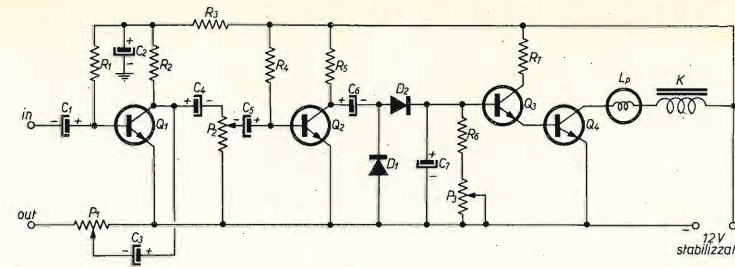 R3
R1
C2
R2
R4
R5
R7
C4
C6
D2
Lp
K
C1
C5
Q3
in
Q1
P2
Q2
Q4
R6
D1
C7
P3
out
P1
C3
12V
stabilizzat